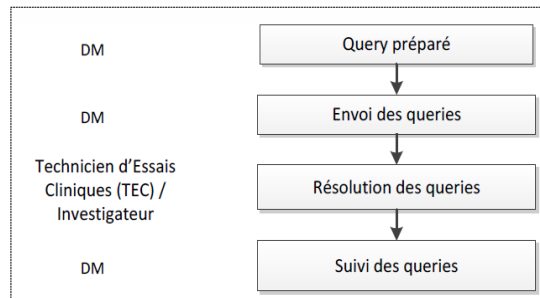 DM
Query préparé
DM
Envoi des queries
Technicien d’Essais
Cliniques (TEC) /
Investigateur
Résolution des queries
DM
Suivi des queries